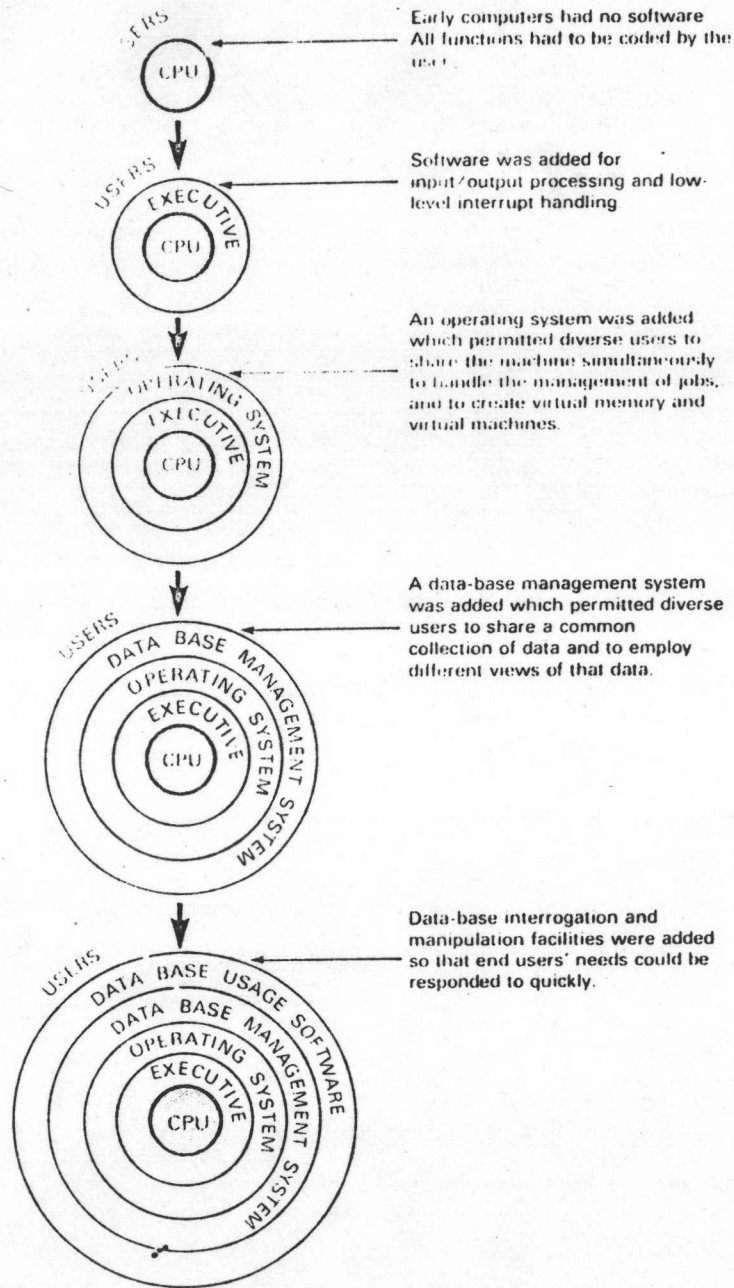 USERS
CPU
Early computers had no software
All functions had to be coded by the
user.
USERS
EXECUTIVE
CPU
Software was added for
input/output processing and low-
level interrupt handling
USERS
OPERATING SYSTEM
EXECUTIVE
CPU
An operating system was added
which permitted diverse users to
share the machine simultaneously
to handle the management of jobs,
and to create virtual memory and
virtual machines.
USERS
DATA BASE MANAGEMENT SYSTEM
OPERATING SYSTEM
EXECUTIVE
CPU
A data-base management system
was added which permitted diverse
users to share a common
collection of data and to employ
different views of that data.
USERS
DATA BASE USAGE SOFTWARE
DATA BASE MANAGEMENT SYSTEM
OPERATING SYSTEM
EXECUTIVE
CPU
Data-base interrogation and
manipulation facilities were added
so that end users' needs could be
responded to quickly.